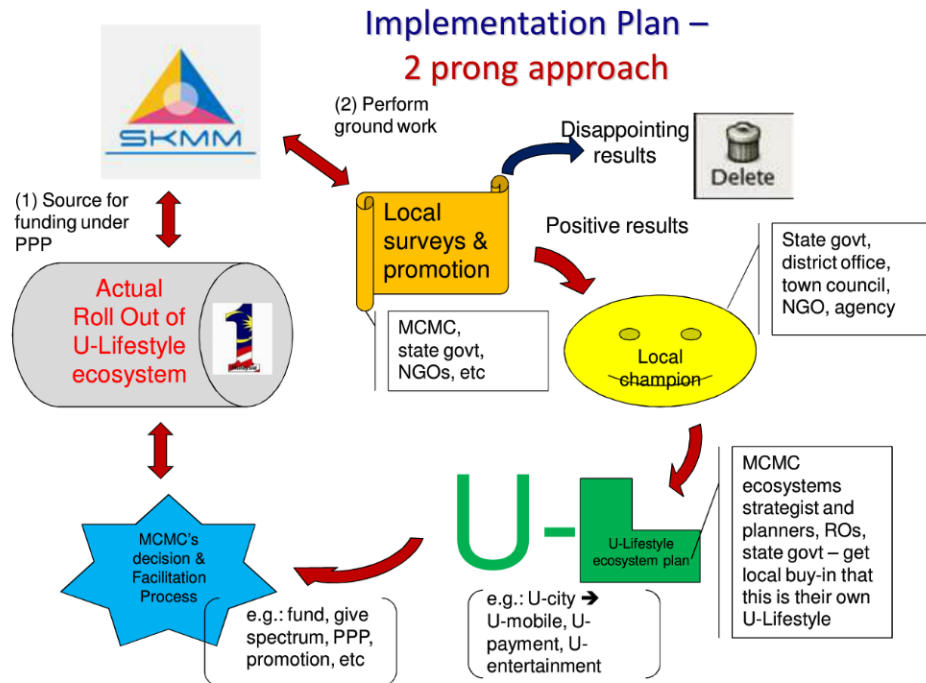 Implementation Plan –
2 prong approach
SKMM
(2) Perform
ground work
Disappointing
results
Delete
(1) Source for
funding under
PPP
Local
surveys &
promotion
Positive results
State govt,
district office,
town council,
NGO, agency
Actual
Roll Out of
U-Lifestyle
ecosystem
1
MCMC,
state govt,
NGOs, etc
Local
champion
MCMC
ecosystems
strategist and
planners, ROs,
state govt – get
local buy-in that
this is their own
U-Lifestyle
U-
U-Lifestyle
ecosystem plan
MCMC's
decision &
Facilitation
Process
e.g.: fund, give
spectrum, PPP,
promotion, etc
e.g.: U-city ➔
U-mobile, U-
payment, U-
entertainment